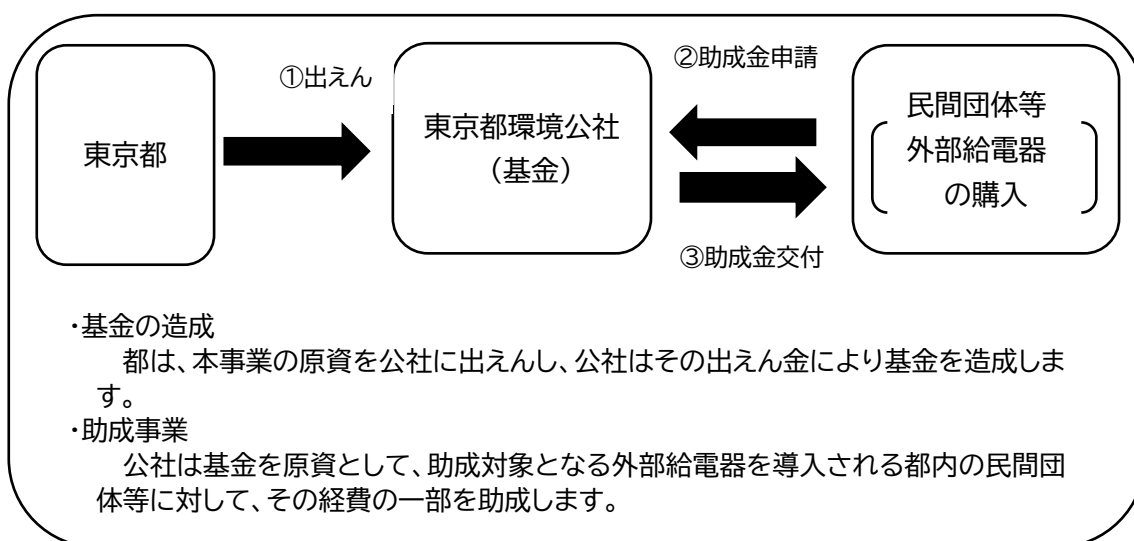 東京都
①出えん
東京都環境公社
(基金)
②助成金申請
③助成金交付
民間団体等
外部給電器
の購入
・基金の造成
都は、本事業の原資を公社に出えんし、公社はその出えん金により基金を造成しま
す。
・助成事業
公社は基金を原資として、助成対象となる外部給電器を導入される都内の民間団
体等に対して、その経費の一部を助成します。